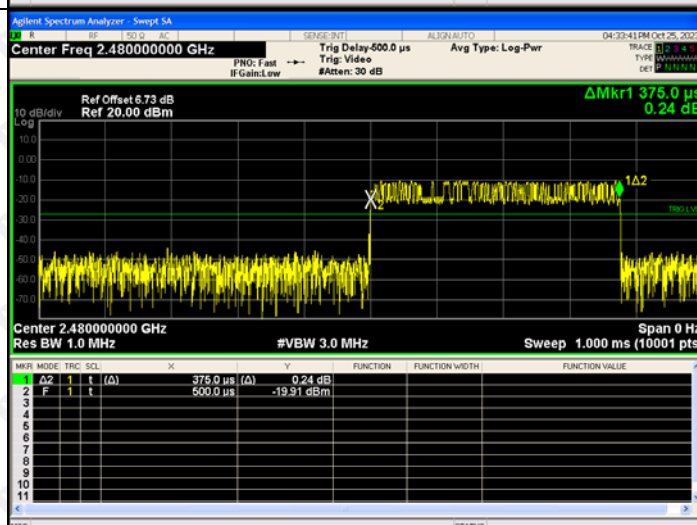 Agilent Spectrum Analyzer - Swept SA
R RF 50 Ω AC SENSE:INT ALIGN AUTO 04:33:41 PM Oct 25, 2023
Center Freq 2.480000000 GHz Trig Delay-500.0 µs Avg Type: Log-Pwr TRACE 1 2 3 4 5
PNO: Fast Trig: Video TYPE
IFGain:Low #Atten: 30 dB DET P N N N N
ΔMkr1 375.0 µs
Ref Offset 6.73 dB 0.24 dB
10 dB/div Ref 20.00 dBm
Log
10.0
0.00
-10.0
1Δ2
-20.0
2
TRIG LVL
-30.0
-40.0
-50.0
-60.0
-70.0
Center 2.480000000 GHz Span 0 Hz
Res BW 1.0 MHz #VBW 3.0 MHz Sweep 1.000 ms (10001 pts
MKR MODE TRC SCL X Y FUNCTION FUNCTION WIDTH FUNCTION VALUE
1 Δ2 1 t (Δ) 375.0 µs (Δ) 0.24 dB
2 F 1 t 500.0 µs -19.91 dBm
3
4
5
6
7
8
9
10
11